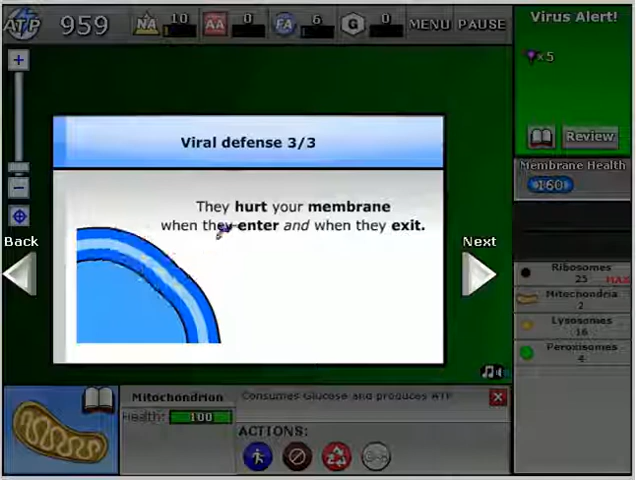 ATP 959 NA 10 AA 0 FA 6 G 0 MENU PAUSE
Virus Alert!
x5
Review
Membrane Health
160
Viral defense 3/3
They hurt your membrane
when they enter and when they exit.
Back
Next
Ribosomes
25 MAX
Mitochondria
2
Lysosomes
16
Peroxisomes
4
Mitochondrion
Consumes Glucose and produces ATP
Health: 100
ACTIONS: